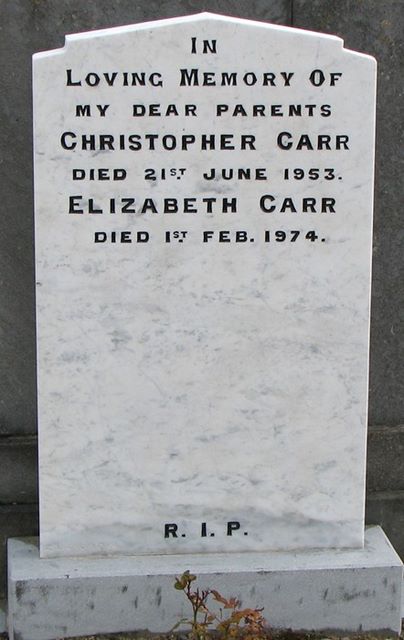 IN
LOVING MEMORY OF
MY DEAR PARENTS
CHRISTOPHER CARR
DIED 21ST. JUNE 1953.
ELIZABETH CARR
DIED 1ST. FEB. 1974.
R. I. P.